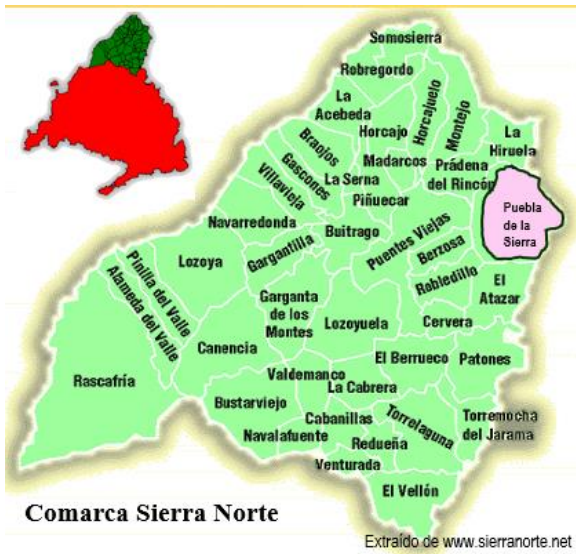 Somosierra
Robregordo
La
Acebeda
Horcajo
Horcajuelo
Montejo
La
Hiruela
Braojos
Gascones
Villavieja
La Serna
Madarcos
Prádena
del Rincón
Piñuecar
Puebla
de la
Sierra
Navarredonda
Buitrago
Puentes Viejas
Berzosa
Gargantilla
Lozoya
Pinilla del Valle
Alameda del Valle
Robledillo
El
Atazar
Garganta
de los
Montes
Lozoyuela
Cervera
Canencia
El Berrueco
Patones
Rascafría
Valdemanco
La Cabrera
Bustarviejo
Cabanillas
Torrelaguna
Torremocha
del Jarama
Navalafuente
Redueña
Venturada
El Vellón
Comarca Sierra Norte
Extraído de www.sierranorte.net